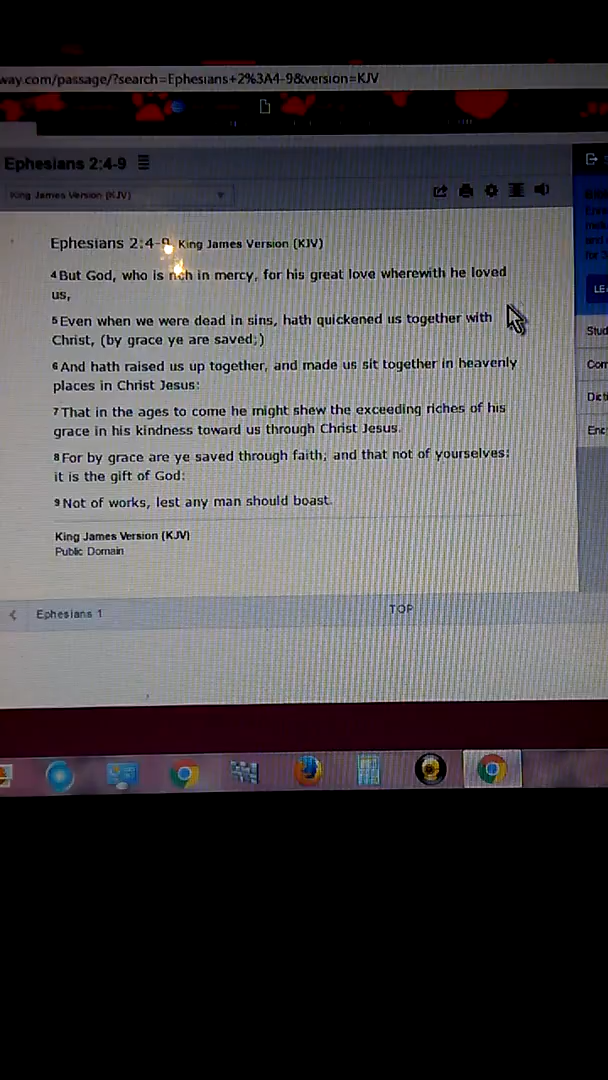 way.com/passage/?search=Ephesians+2%3A4-9&version=KJV
Ephesians 2:4-9
King James Version (KJV)
Ephesians 2:4-9 King James Version (KJV)
4 But God, who is rich in mercy, for his great love wherewith he loved
us,
5 Even when we were dead in sins, hath quickened us together with
Christ, (by grace ye are saved;)
6 And hath raised us up together, and made us sit together in heavenly
places in Christ Jesus:
7 That in the ages to come he might shew the exceeding riches of his
grace in his kindness toward us through Christ Jesus.
8 For by grace are ye saved through faith; and that not of yourselves:
it is the gift of God:
9 Not of works, lest any man should boast.
King James Version (KJV)
Public Domain
Ephesians 1
TOP
LE
Stud
Com
Dicti
Enc